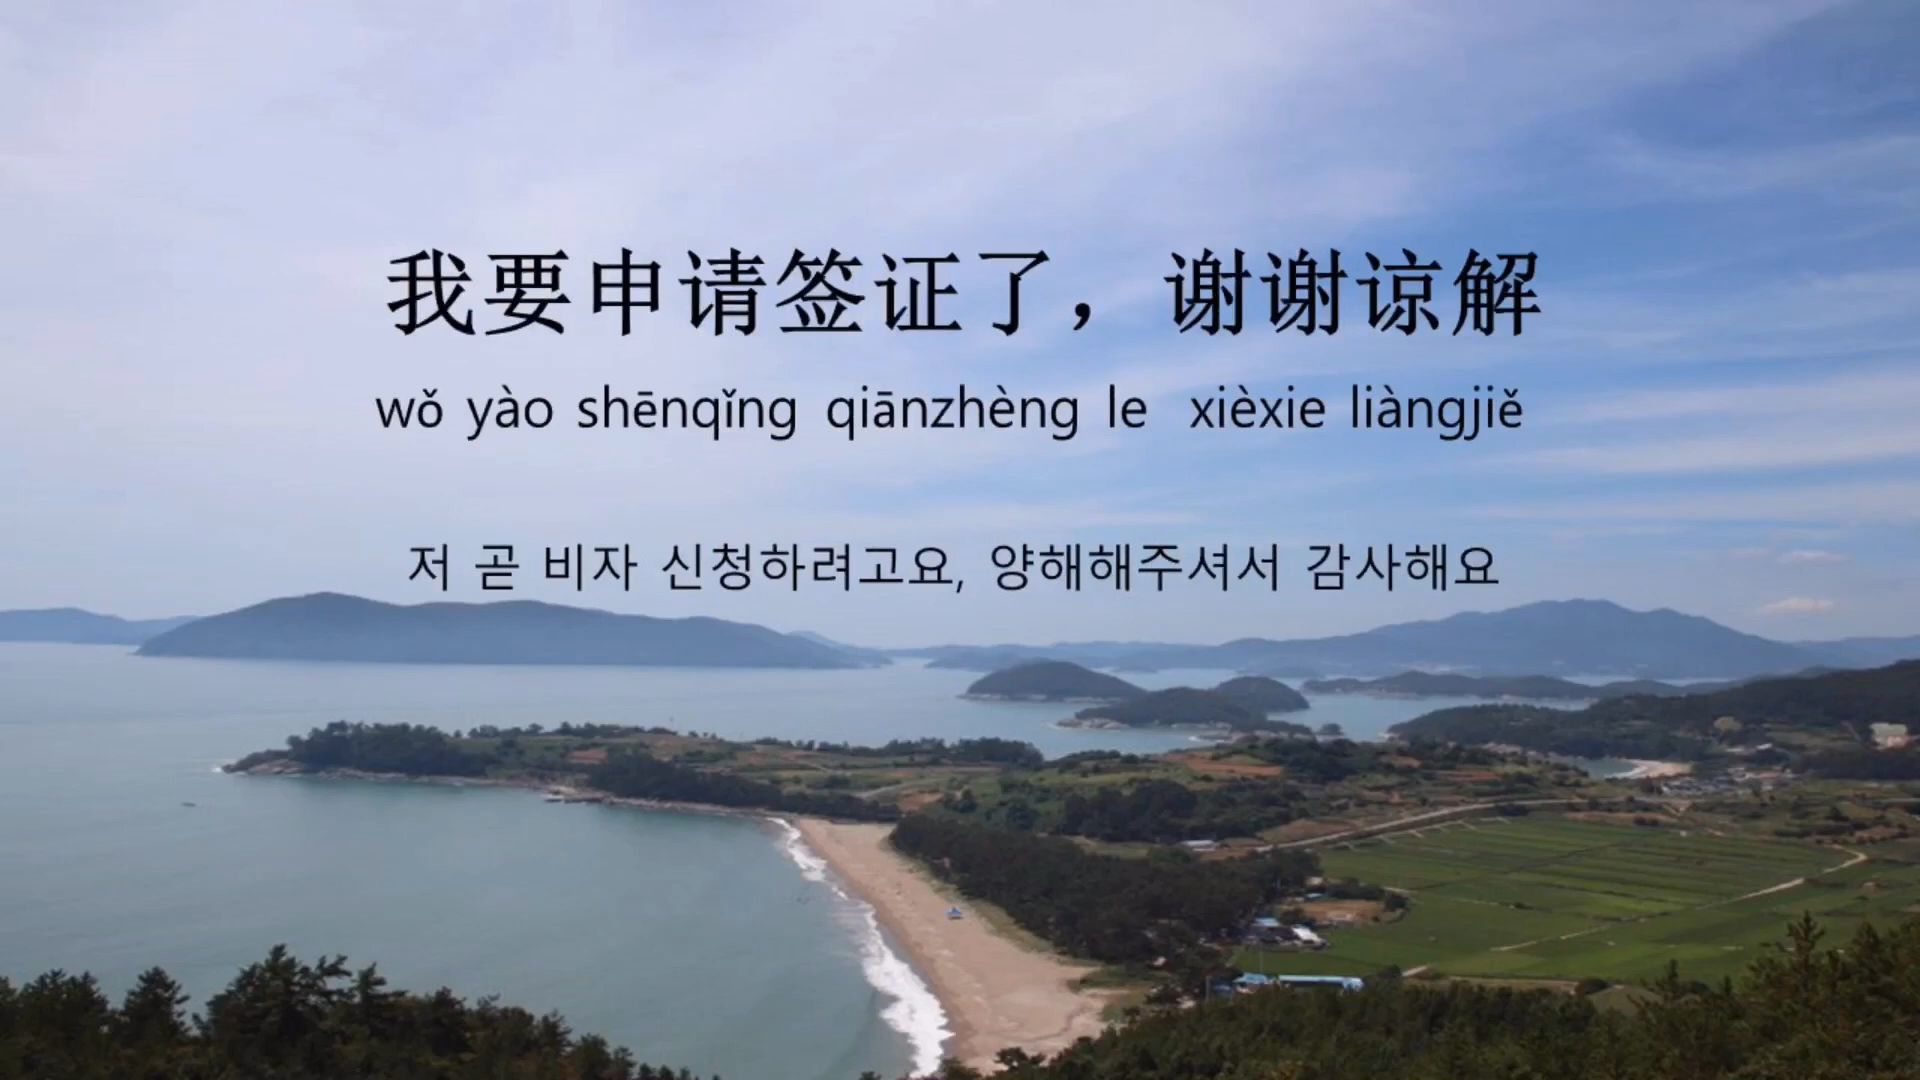 我要申请签证了，谢谢谅解
wǒ yào shēnqǐng qiānzhèng le xièxie liàngjiě
저 곧 비자 신청하려고요, 양해해주셔서 감사해요